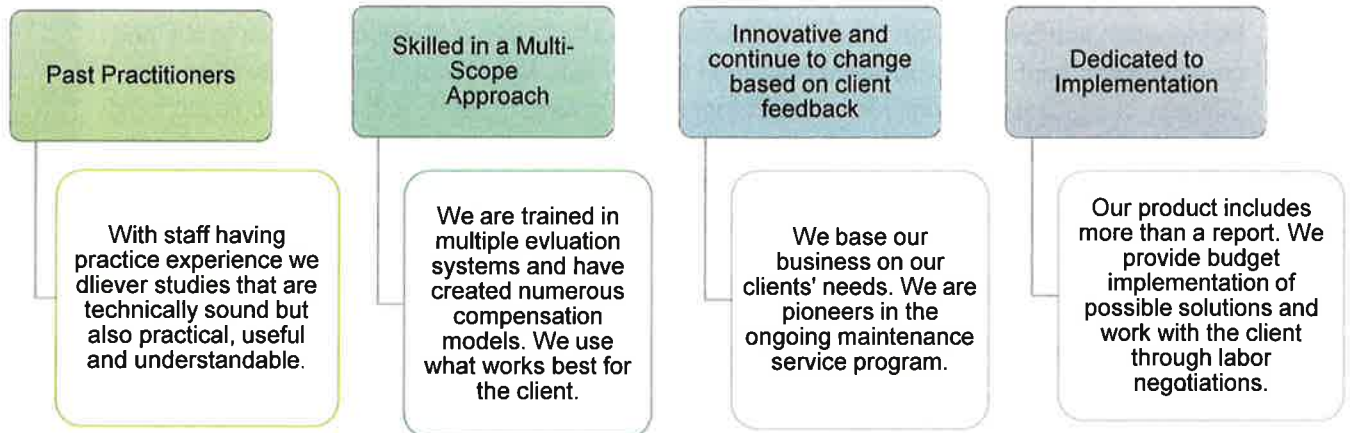 Past Practitioners
With staff having
practice experience we
dliever studies that are
technically sound but
also practical, useful
and understandable.
Skilled in a Multi-
Scope
Approach
We are trained in
multiple evluation
systems and have
created numerous
compensation
models. We use
what works best for
the client.
Innovative and
continue to change
based on client
feedback
We base our
business on our
clients' needs. We are
pioneers in the
ongoing maintenance
service program.
Dedicated to
Implementation
Our product includes
more than a report. We
provide budget
implementation of
possible solutions and
work with the client
through labor
negotiations.